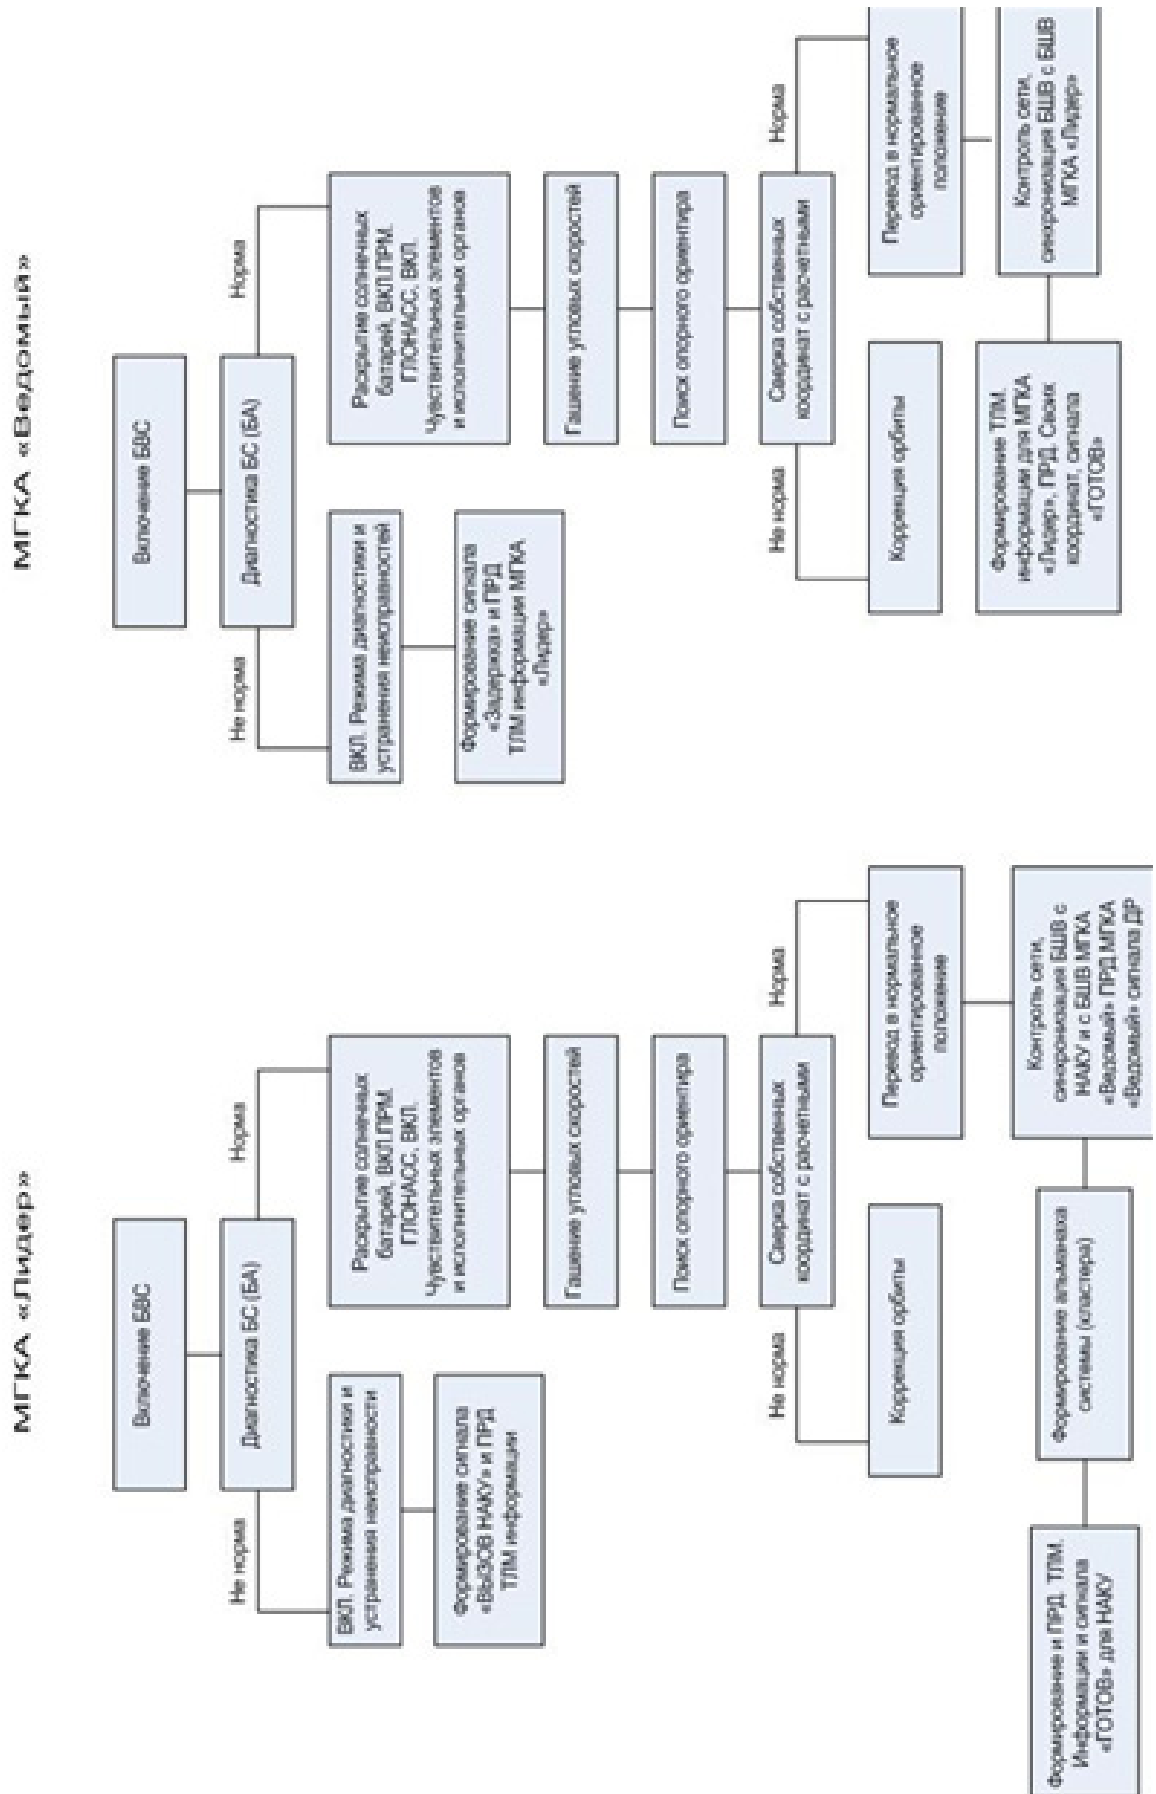 МГКА «Лидер»
Включение БВС
Диагностика БС (БА)
Не норма
Норма
ВКЛ. Режима диагностики и
устранения неисправности
Формирование сигнала
«ВЫЗОВ НАКУ» и ПРД
ТЛМ информации
Раскрытие солнечных
батарей, ВКЛ.ПРМ.
ГЛОНАСС. ВКЛ.
Чувствительных элементов
и исполнительных органов
Гашение угловых скоростей
Поиск опорного ориентира
Сверка собственных
координат с расчетными
Не норма
Норма
Коррекция орбиты
Перевод в нормальное
ориентированное
положение
Контроль сети,
синхронизация БШВ с
НАКУ и с БШВ МГКА
«Ведомый» ПРД.МГКА
«Ведомый» сигнала ДР
Формирование альманаха
системы (кластера)
Формирование и ПРД. ТЛМ.
Информации и сигнала
«ГОТОВ» для НАКУ
МГКА «Ведомый»
Включение БВС
Диагностика БС (БА)
Не норма
Норма
ВКЛ. Режима диагностики и
устранения неисправностей
Формирование сигнала
«Задержка» и ПРД
ТЛМ информации МГКА
«Лидер»
Раскрытие солнечных
батарей, ВКЛ.ПРМ.
ГЛОНАСС. ВКЛ.
Чувствительных элементов
и исполнительных органов
Гашение угловых скоростей
Поиск опорного ориентира
Сверка собственных
координат с расчетными
Не норма
Норма
Коррекция орбиты
Перевод в нормальное
ориентированное
положение
Контроль сети,
синхронизация БШВ с БШВ
МГКА «Лидер»
Формирование ТЛМ.
информации для МГКА
«Лидер», ПРД. Своих
координат, сигнала
«ГОТОВ»